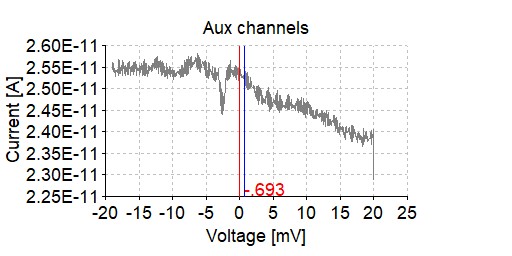 Aux channels
2.60E-11
2.55E-11
2.50E-11
2.45E-11
2.40E-11
2.35E-11
2.30E-11
2.25E-11
Current [A]
-.693
-20 -15 -10 -5 0 5 10 15 20 25
Voltage [mV]